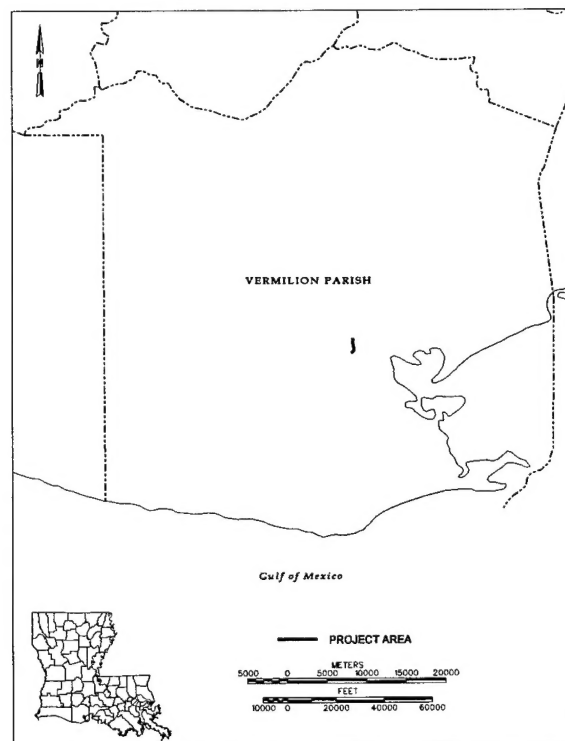 N
VERMILION PARISH
Gulf of Mexico
PROJECT AREA
METERS
5000 0 5000 10000 15000 20000
FEET
10000 0 20000 40000 60000